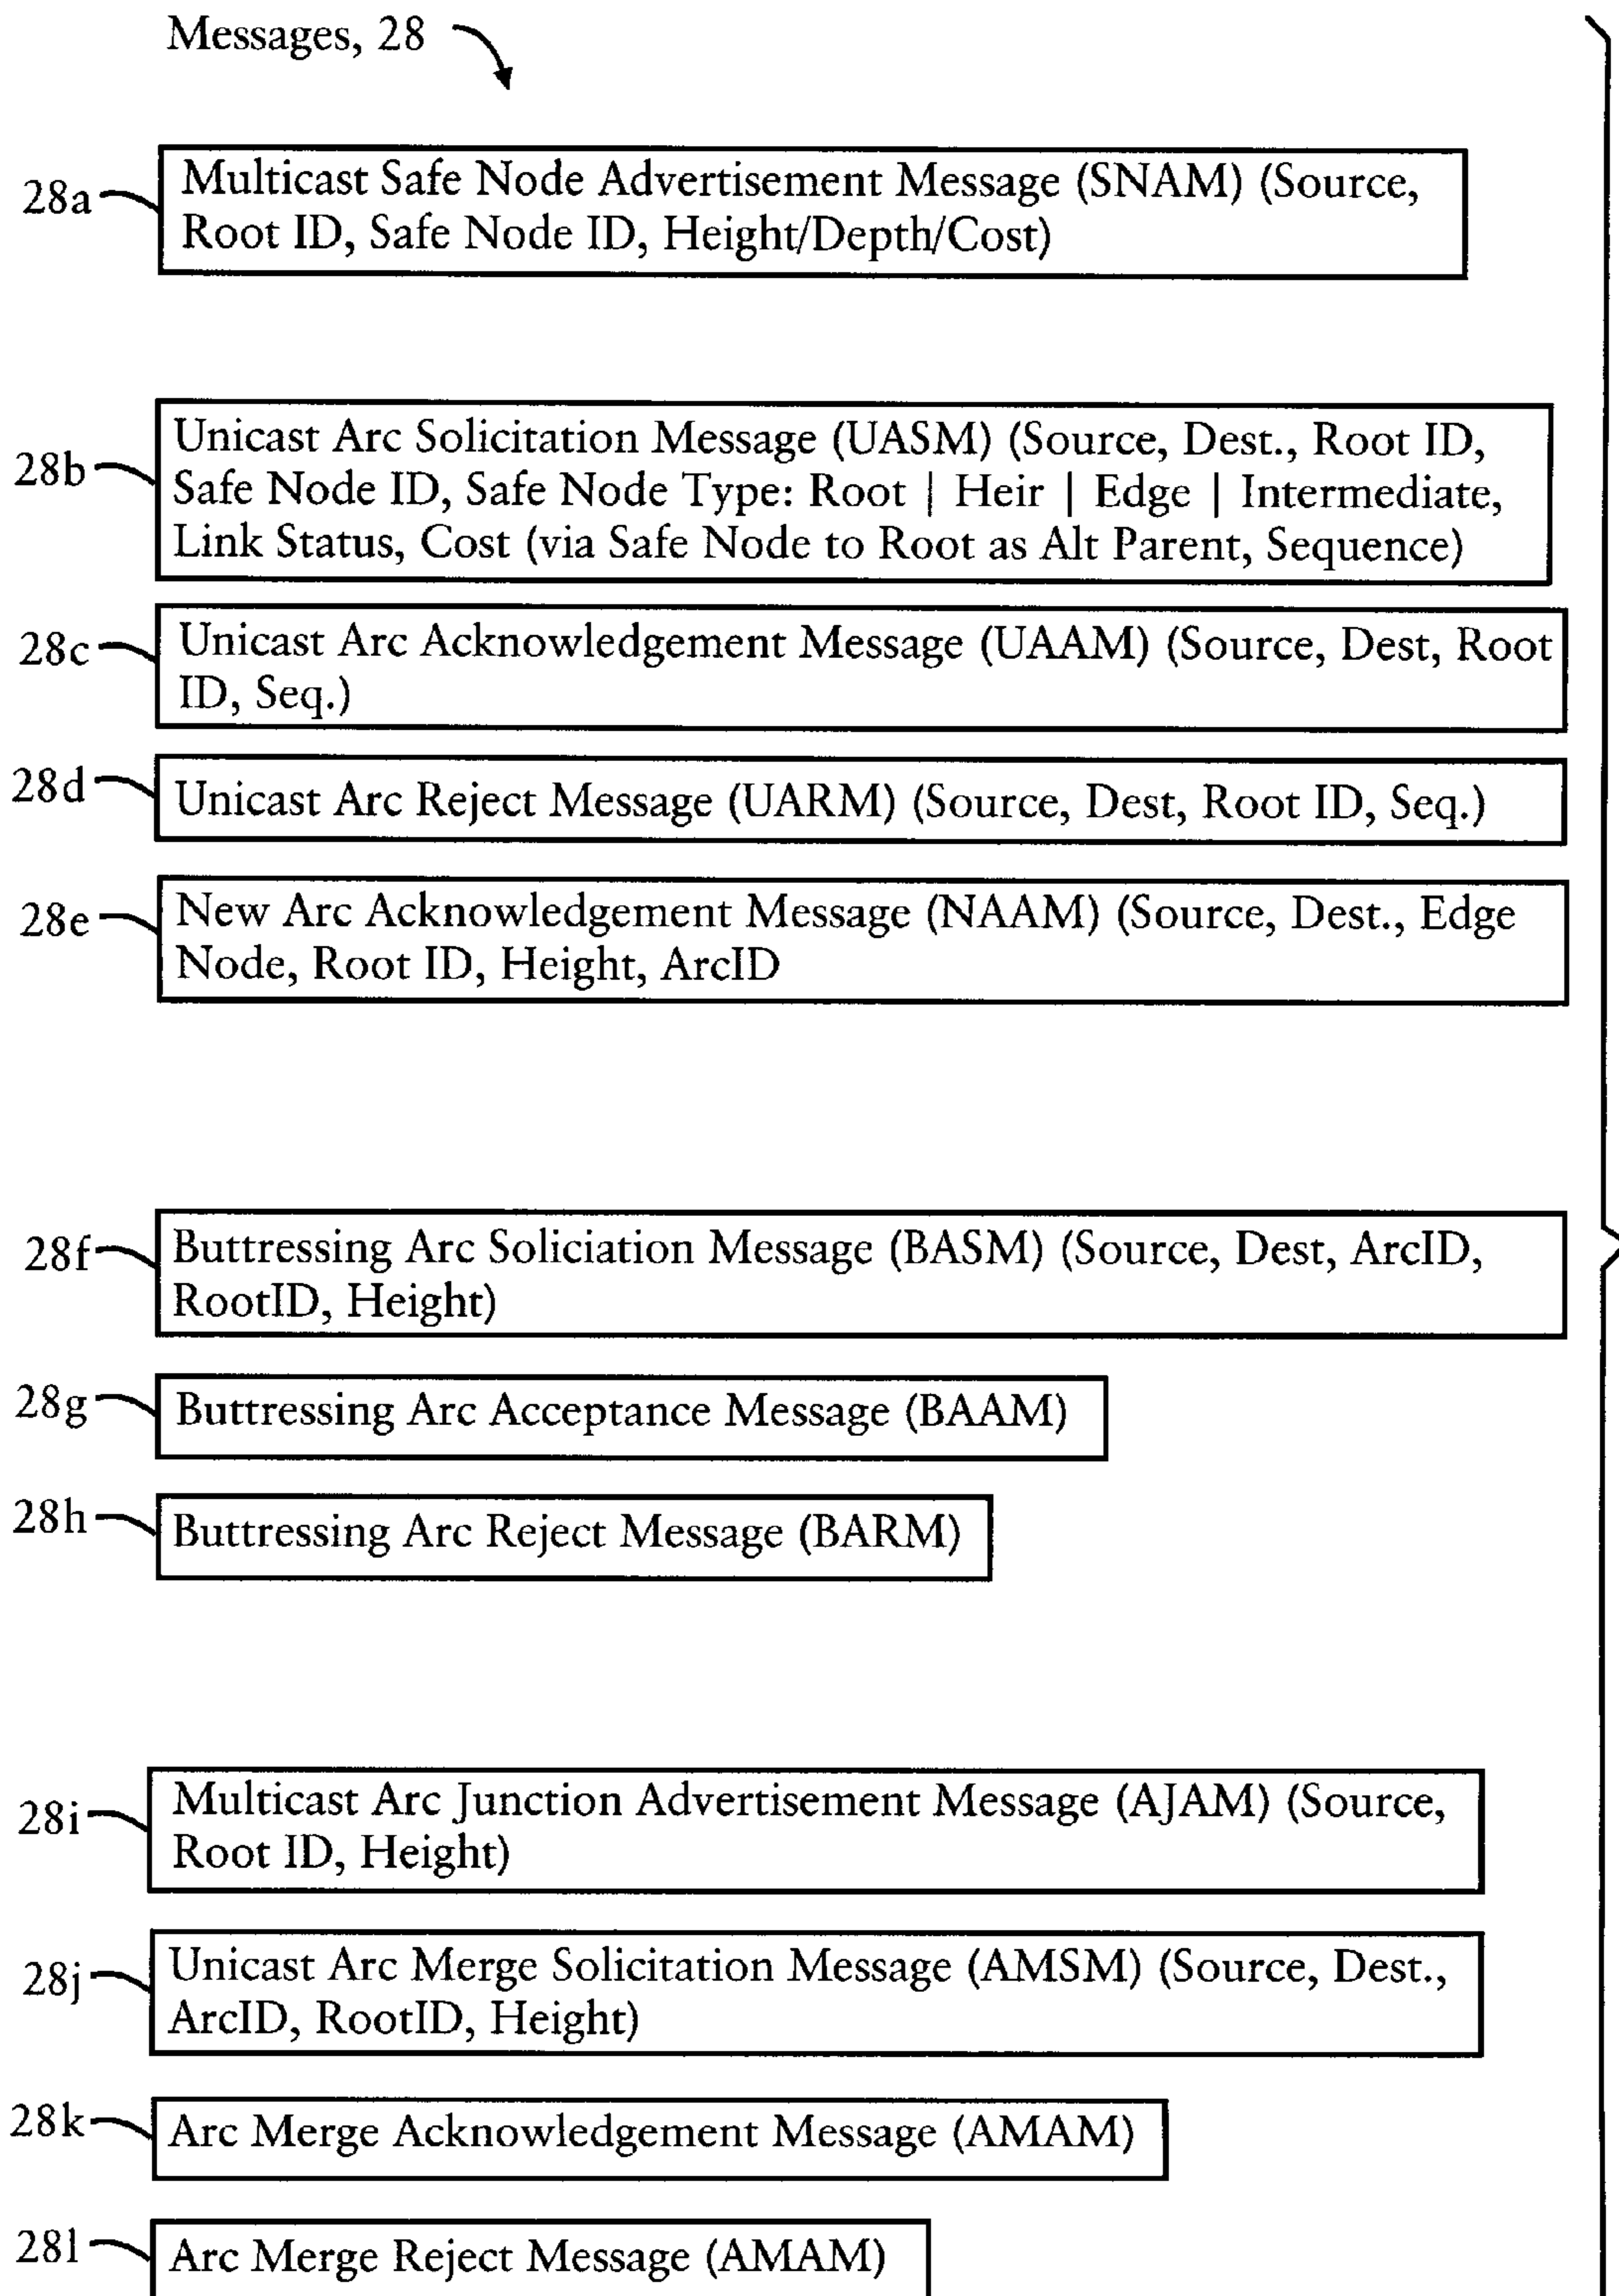 Messages, 28
28a
Multicast Safe Node Advertisement Message (SNAM) (Source,
Root ID, Safe Node ID, Height/Depth/Cost)
28b
Unicast Arc Solicitation Message (UASM) (Source, Dest., Root ID,
Safe Node ID, Safe Node Type: Root | Heir | Edge | Intermediate,
Link Status, Cost (via Safe Node to Root as Alt Parent, Sequence)
28c
Unicast Arc Acknowledgement Message (UAAM) (Source, Dest, Root
ID, Seq.)
28d
Unicast Arc Reject Message (UARM) (Source, Dest, Root ID, Seq.)
28e
New Arc Acknowledgement Message (NAAM) (Source, Dest., Edge
Node, Root ID, Height, ArcID
28f
Buttressing Arc Soliciation Message (BASM) (Source, Dest, ArcID,
RootID, Height)
28g
Buttressing Arc Acceptance Message (BAAM)
28h
Buttressing Arc Reject Message (BARM)
28i
Multicast Arc Junction Advertisement Message (AJAM) (Source,
Root ID, Height)
28j
Unicast Arc Merge Solicitation Message (AMSM) (Source, Dest.,
ArcID, RootID, Height)
28k
Arc Merge Acknowledgement Message (AMAM)
28l
Arc Merge Reject Message (AMAM)